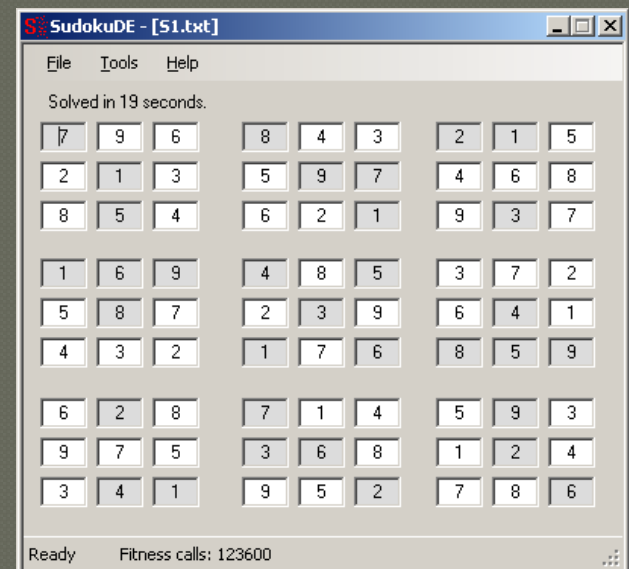 SudokuDE - [S1.txt]
File Tools Help
Solved in 19 seconds.
7 9 6 8 4 3 2 1 5
2 1 3 5 9 7 4 6 8
8 5 4 6 2 1 9 3 7
1 6 9 4 8 5 3 7 2
5 8 7 2 3 9 6 4 1
4 3 2 1 7 6 8 5 9
6 2 8 7 1 4 5 9 3
9 7 5 3 6 8 1 2 4
3 4 1 9 5 2 7 8 6
Ready Fitness calls: 123600